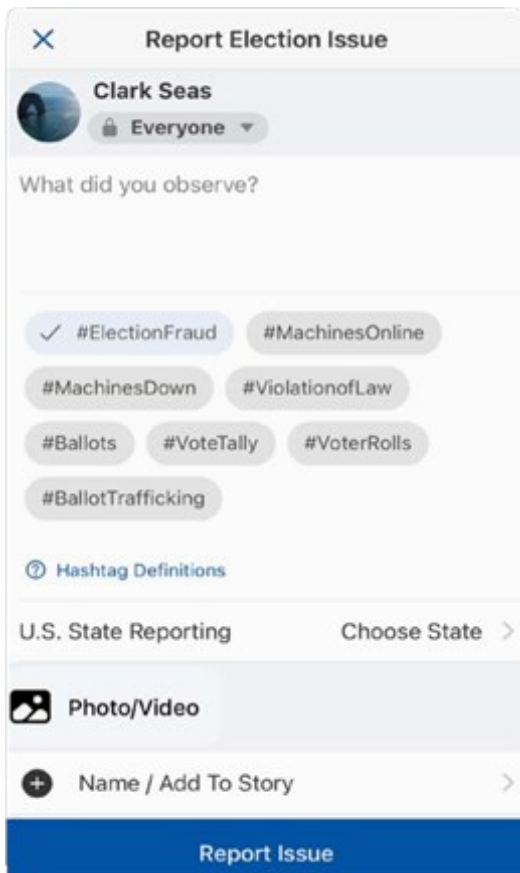 Report Election Issue
Clark Seas
Everyone
What did you observe?
#ElectionFraud #MachinesOnline
#MachinesDown #ViolationofLaw
#Ballots #VoteTally #VoterRolls
#BallotTrafficking
Hashtag Definitions
U.S. State Reporting Choose State
Photo/Video
Name / Add To Story
Report Issue